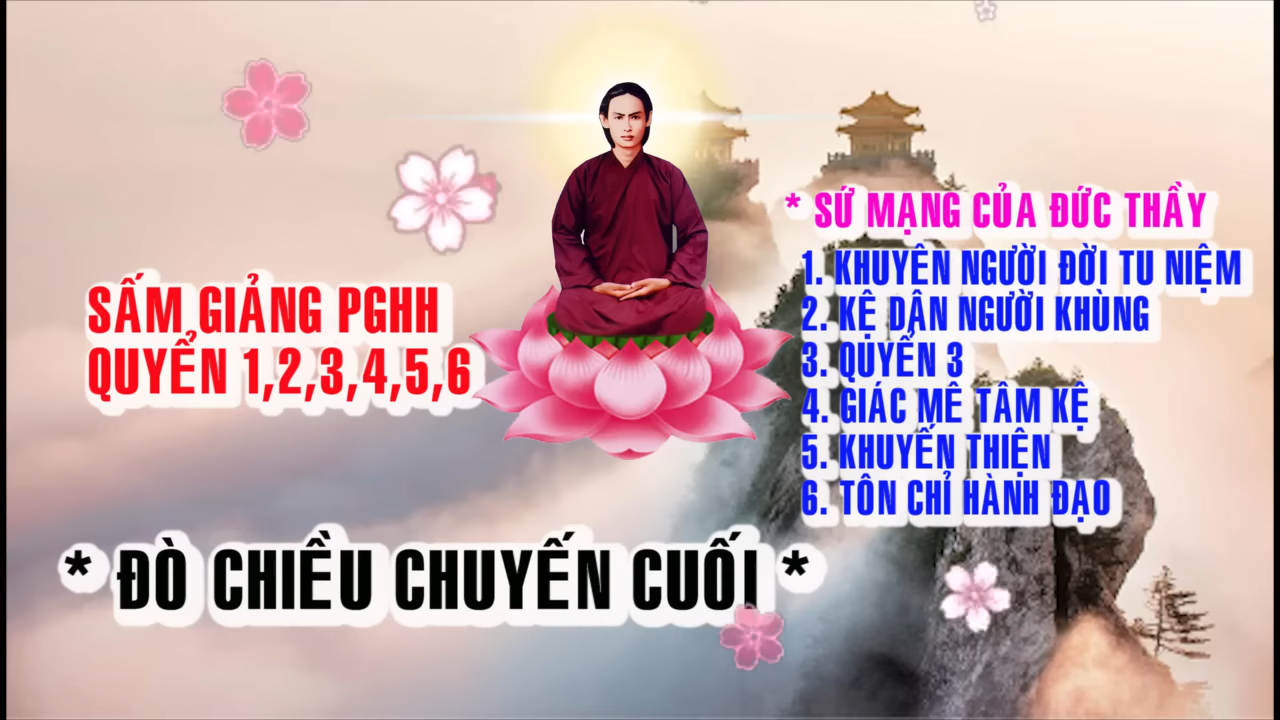 SẤM GIẢNG PGHH
QUYỂN 1,2,3,4,5,6
* SỨ MẠNG CỦA ĐỨC THẦY
1. KHUYÊN NGƯỜI ĐỜI TU NIỆM
2. KỆ DÂN NGƯỜI KHÙNG
3. QUYỂN 3
4. GIÁC MÊ TÂM KỆ
5. KHUYẾN THIỆN
6. TÔN CHỈ HÀNH ĐẠO
* ĐÒ CHIỀU CHUYẾN CUỐI *